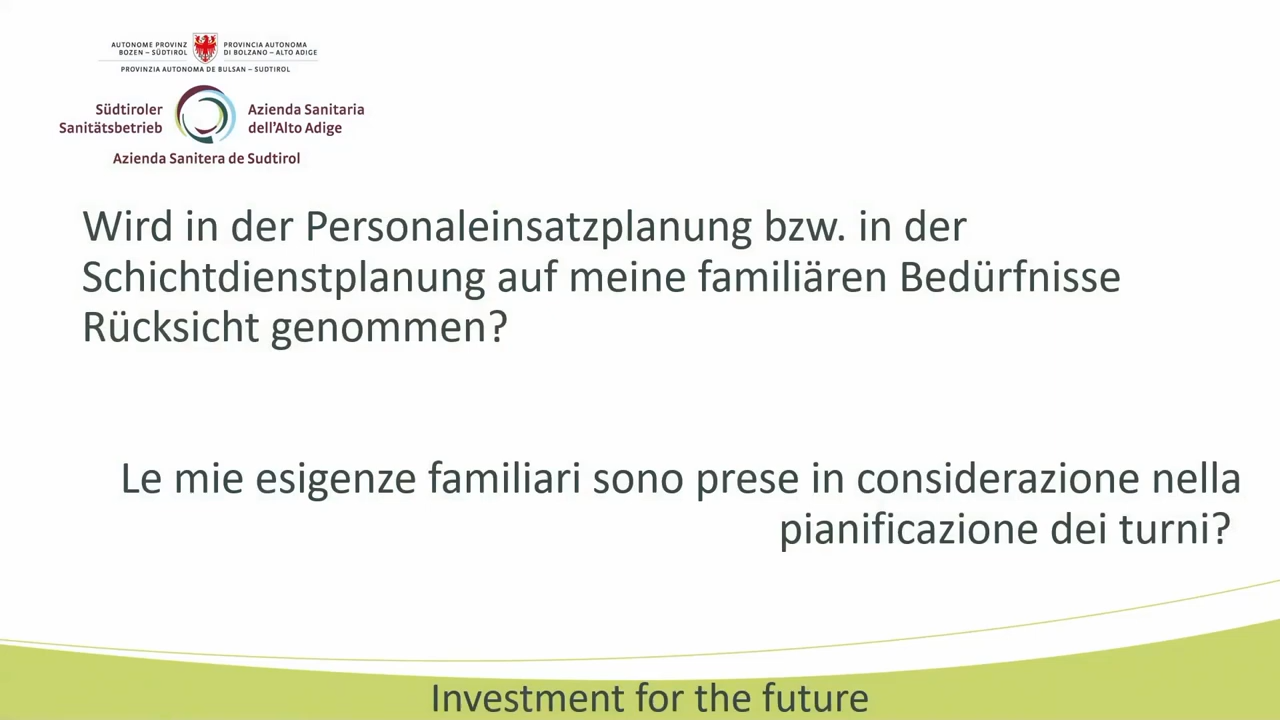 AUTONOME PROVINZ
BOZEN – SÜDTIROL
PROVINCIA AUTONOMA
DI BOLZANO – ALTO ADIGE
PROVINZIA AUTONOMA DE BULSAN – SUDTIROL
Südtiroler
Sanitätsbetrieb
Azienda Sanitaria
dell’Alto Adige
Azienda Sanitera de Sudtirol
Wird in der Personaleinsatzplanung bzw. in der
Schichtdienstplanung auf meine familiären Bedürfnisse
Rücksicht genommen?
Le mie esigenze familiari sono prese in considerazione nella
pianificazione dei turni?
Investment for the future